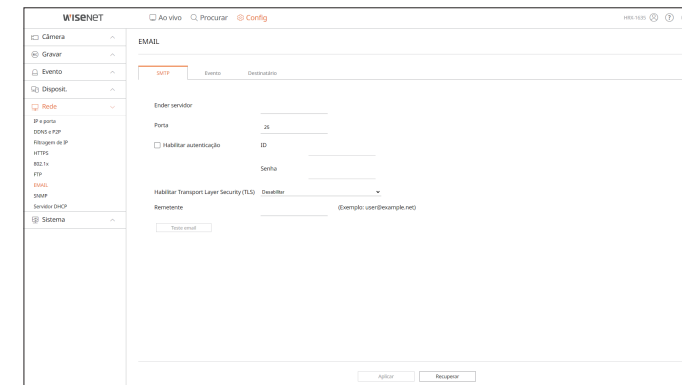 WISENET
Ao vivo Procurar Config
HRX-1635
Câmera
Gravar
Evento
Disposit.
Rede
IP e porta
DDNS e P2P
Filtragem de IP
HTTPS
802.1x
FTP
EMAIL
SNMP
Servidor DHCP
Sistema
EMAIL
SMTP Evento Destinatário
Ender servidor
Porta 25
Habilitar autenticação ID
Senha
Habilitar Transport Layer Security (TLS) Desabilitar
Remetente (Exemplo: user@example.net)
Teste email
Aplicar Recuperar